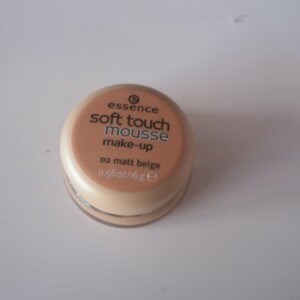 essence
soft touch
mousse
make-up
02 matt beige
0.56oz/16g e